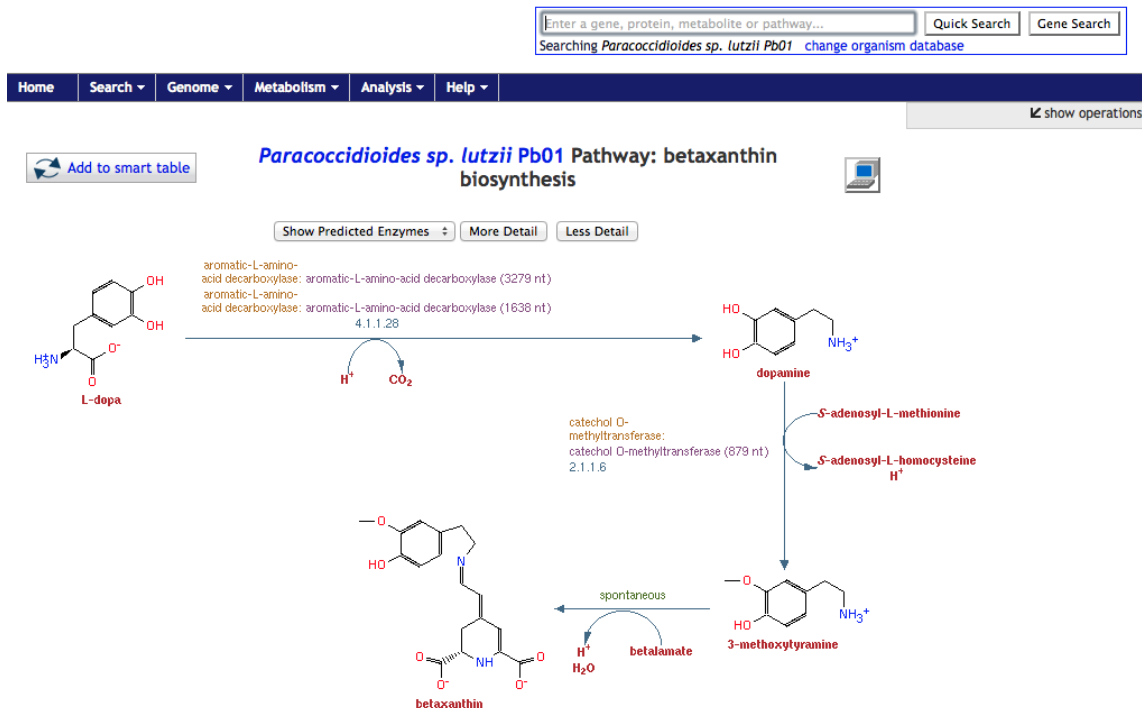 Enter a gene, protein, metabolite or pathway...
Quick Search
Gene Search
Searching Paracoccidioides sp. lutzii Pb01 change organism database
Home
Search
Genome
Metabolism
Analysis
Help
show operations
Add to smart table
Paracoccidioides sp. lutzii Pb01 Pathway: betaxanthin
biosynthesis
Show Predicted Enzymes
More Detail
Less Detail
aromatic-L-amino-
acid decarboxylase: aromatic-L-amino-acid decarboxylase (3279 nt)
aromatic-L-amino-
acid decarboxylase: aromatic-L-amino-acid decarboxylase (1638 nt)
4.1.1.28
H+
CO2
OH
OH
H3N
+
O-
O
L-dopa
HO
HO
NH3+
dopamine
catechol O-
methyltransferase:
catechol O-methyltransferase (879 nt)
2.1.1.6
S-adenosyl-L-methionine
S-adenosyl-L-homocysteine
H+
O
HO
NH3+
3-methoxytyramine
spontaneous
H+
H2O
betalamate
O
HO
N
O
O-
NH
O
O-
betaxanthin